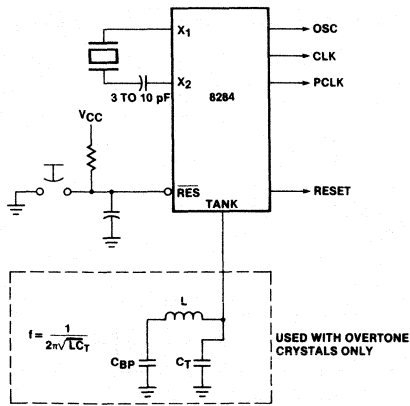 X1
OSC
CLK
X2
PCLK
8284
3 TO 10 pF
VCC
RES
RESET
TANK
L
f = 1 / 2π√LCT
CBP
CT
USED WITH OVERTONE
CRYSTALS ONLY